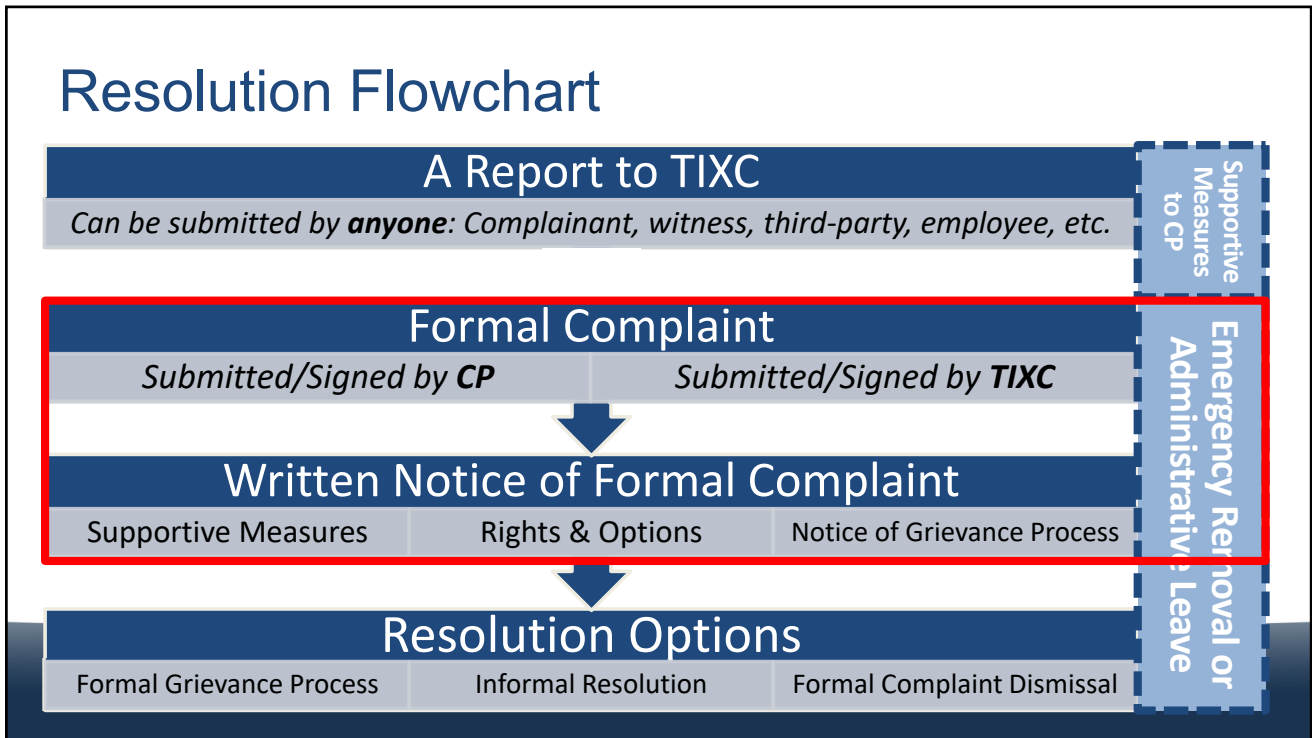 Resolution Flowchart
A Report to TIXC
Can be submitted by anyone: Complainant, witness, third-party, employee, etc.
Supportive
Measures
to CP
Formal Complaint
Submitted/Signed by CP
Submitted/Signed by TIXC
Written Notice of Formal Complaint
Supportive Measures
Rights & Options
Notice of Grievance Process
Emergency Removal or
Administrative Leave
Resolution Options
Formal Grievance Process
Informal Resolution
Formal Complaint Dismissal